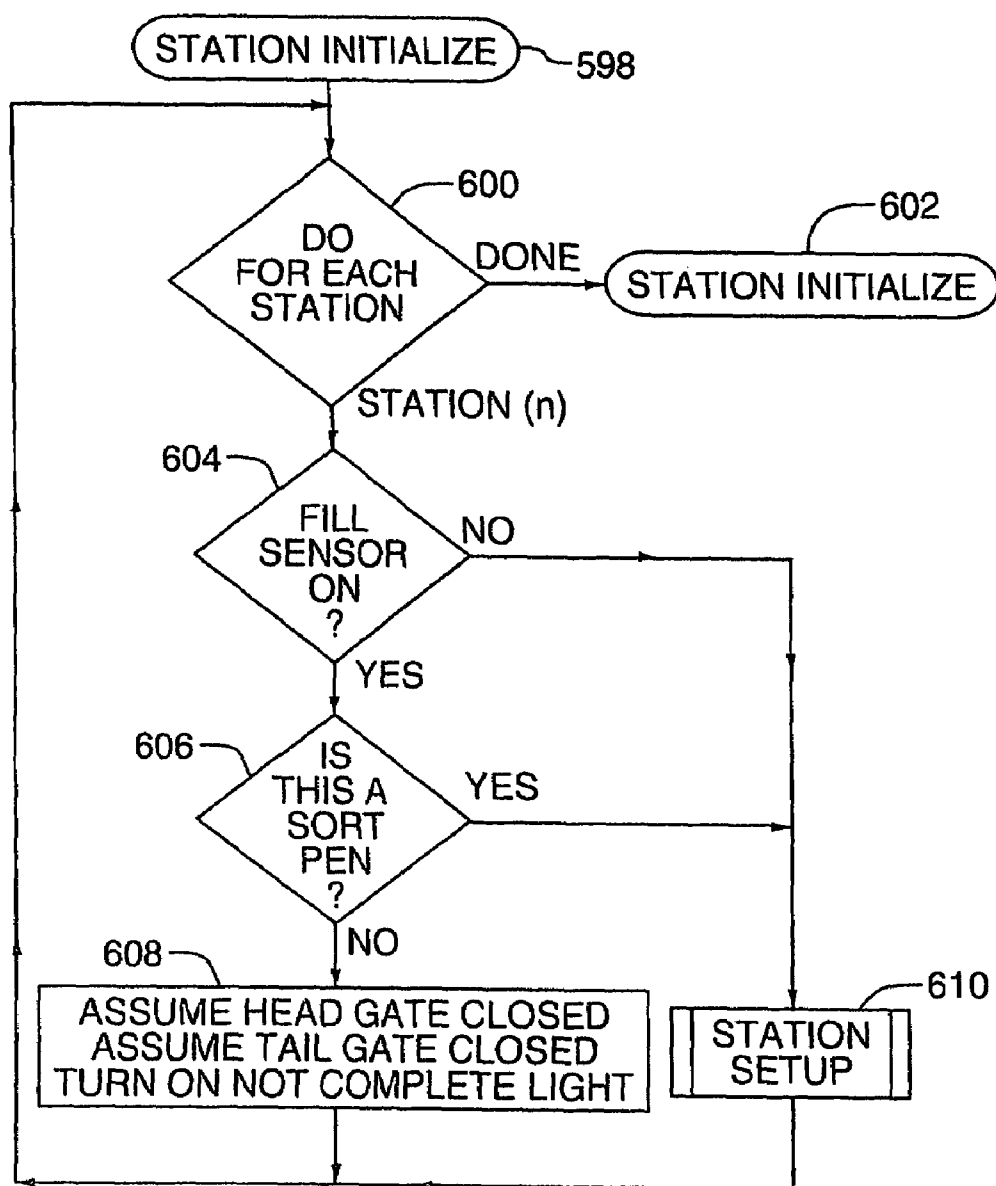 STATION INITIALIZE
598
600
DO
FOR EACH
STATION
DONE
602
STATION INITIALIZE
STATION (n)
604
FILL
SENSOR
ON
?
NO
YES
606
IS
THIS A
SORT
PEN
?
YES
NO
608
ASSUME HEAD GATE CLOSED
ASSUME TAIL GATE CLOSED
TURN ON NOT COMPLETE LIGHT
610
STATION
SETUP